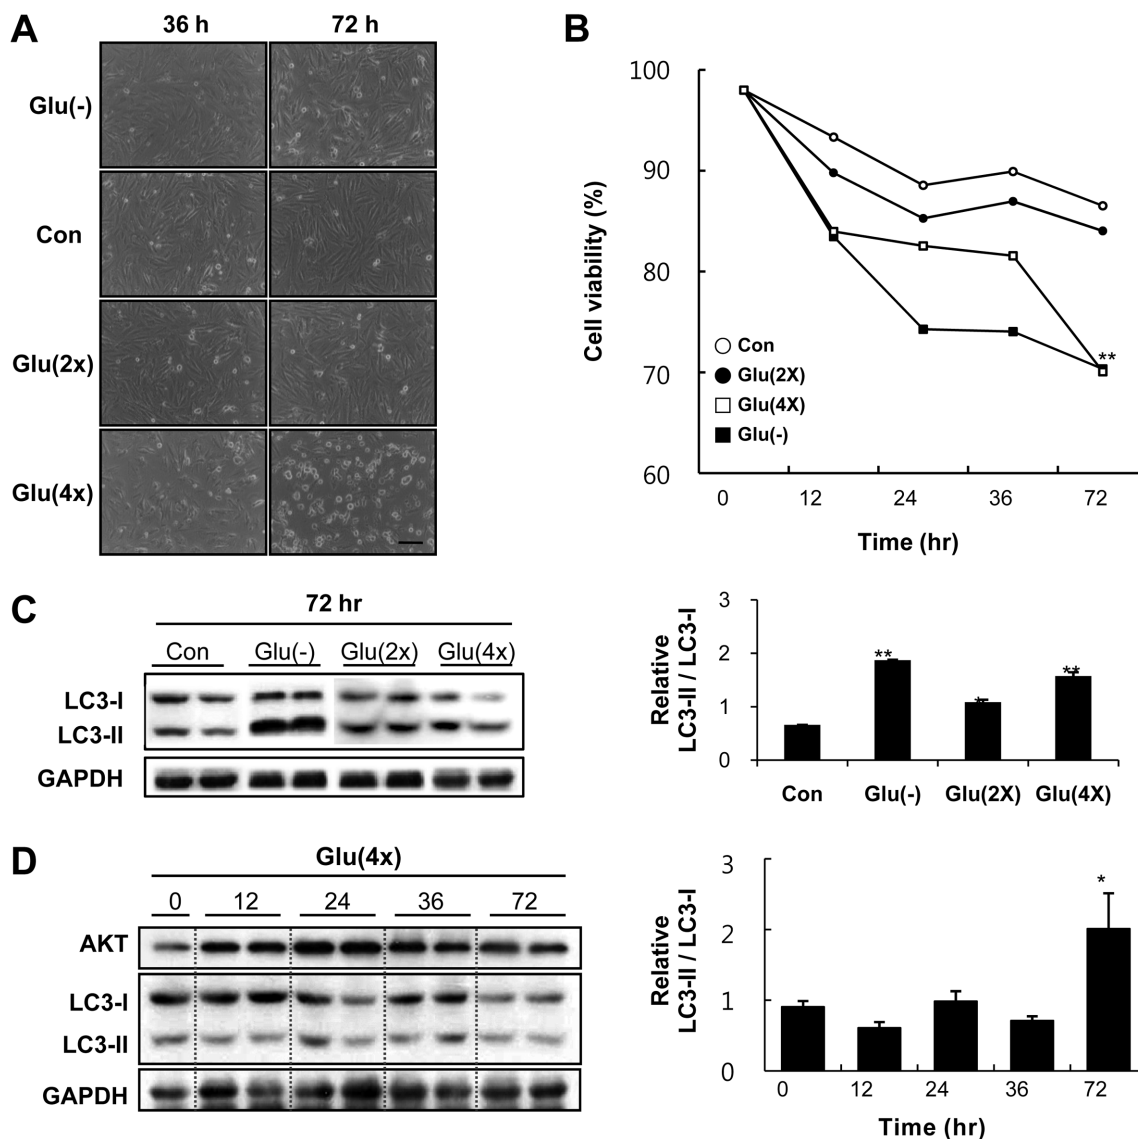 A
36 h
72 h
Glu(-)
Con
Glu(2x)
Glu(4x)
B
100
90
80
70
60
Cell viability (%)
Con
Glu(2X)
Glu(4X)
Glu(-)
**
0 12 24 36 72
Time (hr)
C
72 hr
Con Glu(-) Glu(2x) Glu(4x)
LC3-I
LC3-II
GAPDH
Relative
LC3-II / LC3-I
3
2
1
0
** * **
Con Glu(-) Glu(2X) Glu(4X)
D
Glu(4x)
0 12 24 36 72
AKT
LC3-I
LC3-II
GAPDH
Relative
LC3-II / LC3-I
3
2
1
0
*
0 12 24 36 72
Time (hr)